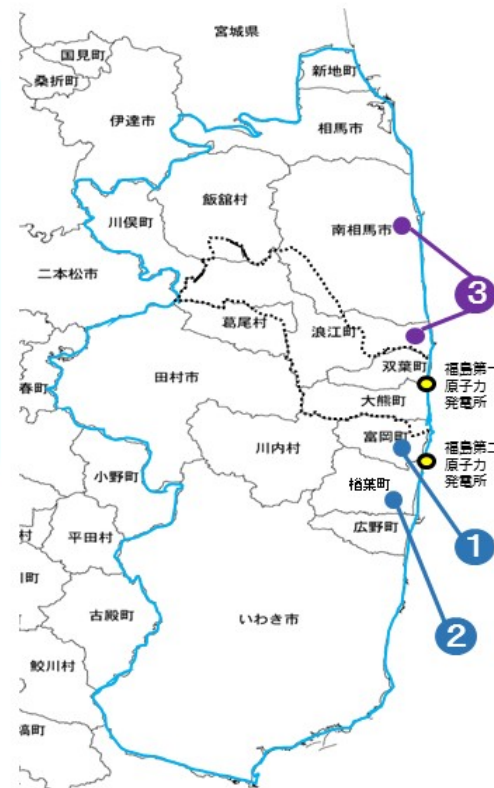 宮城県
国見町
桑折町
新地町
伊達市
相馬市
飯舘村
川俣町
南相馬市
二本松市
3
葛尾村
浪江町
双葉町
福島第一
原子力
発電所
田村市
大熊町
春町
富岡町
川内村
福島第二
原子力
発電所
小野町
楢葉町
1
広野町
村
平田村
川町
2
古殿町
いわき市
鮫川村
塙町